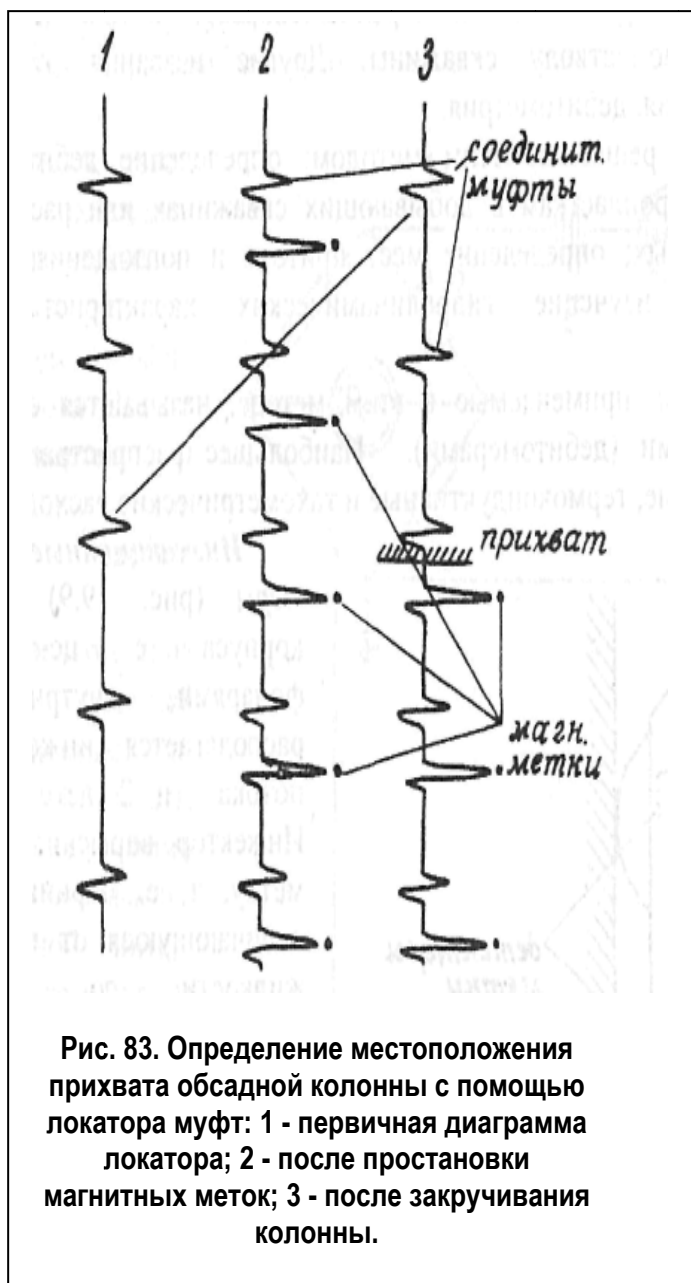 1 2 3
соединит.
муфты
прихват
магн.
метки
Рис. 83. Определение местоположения
прихвата обсадной колонны с помощью
локатора муфт: 1 - первичная диаграмма
локатора; 2 - после простановки
магнитных меток; 3 - после закручивания
колонны.